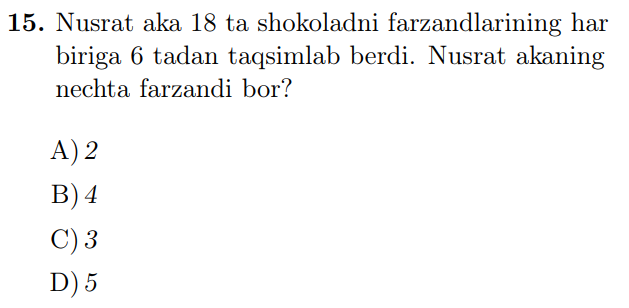 15. Nusrat aka 18 ta shokoladni farzandlarining har
biriga 6 tadan taqsimlab berdi. Nusrat akaning
nechta farzandi bor?
A) 2
B) 4
C) 3
D) 5